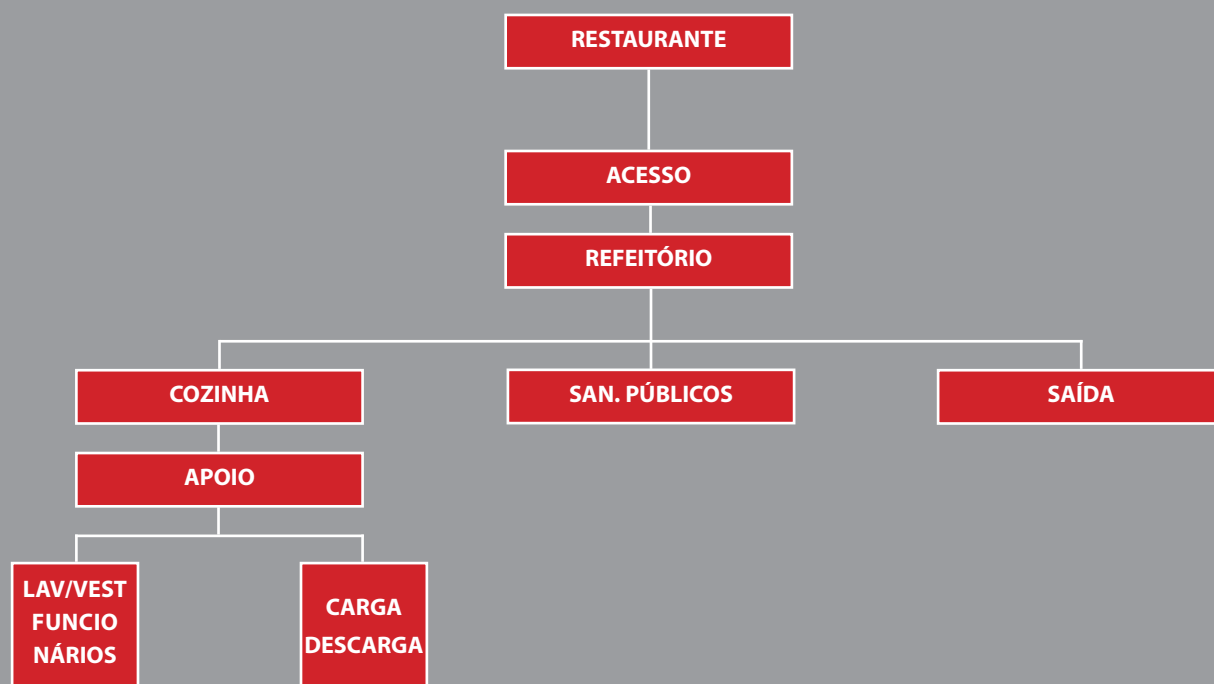 RESTAURANTE
ACESSO
REFEITÓRIO
COZINHA
SAN. PÚBLICOS
SAÍDA
APOIO
LAV/VEST
FUNCIO
NÁRIOS
CARGA
DESCARGA